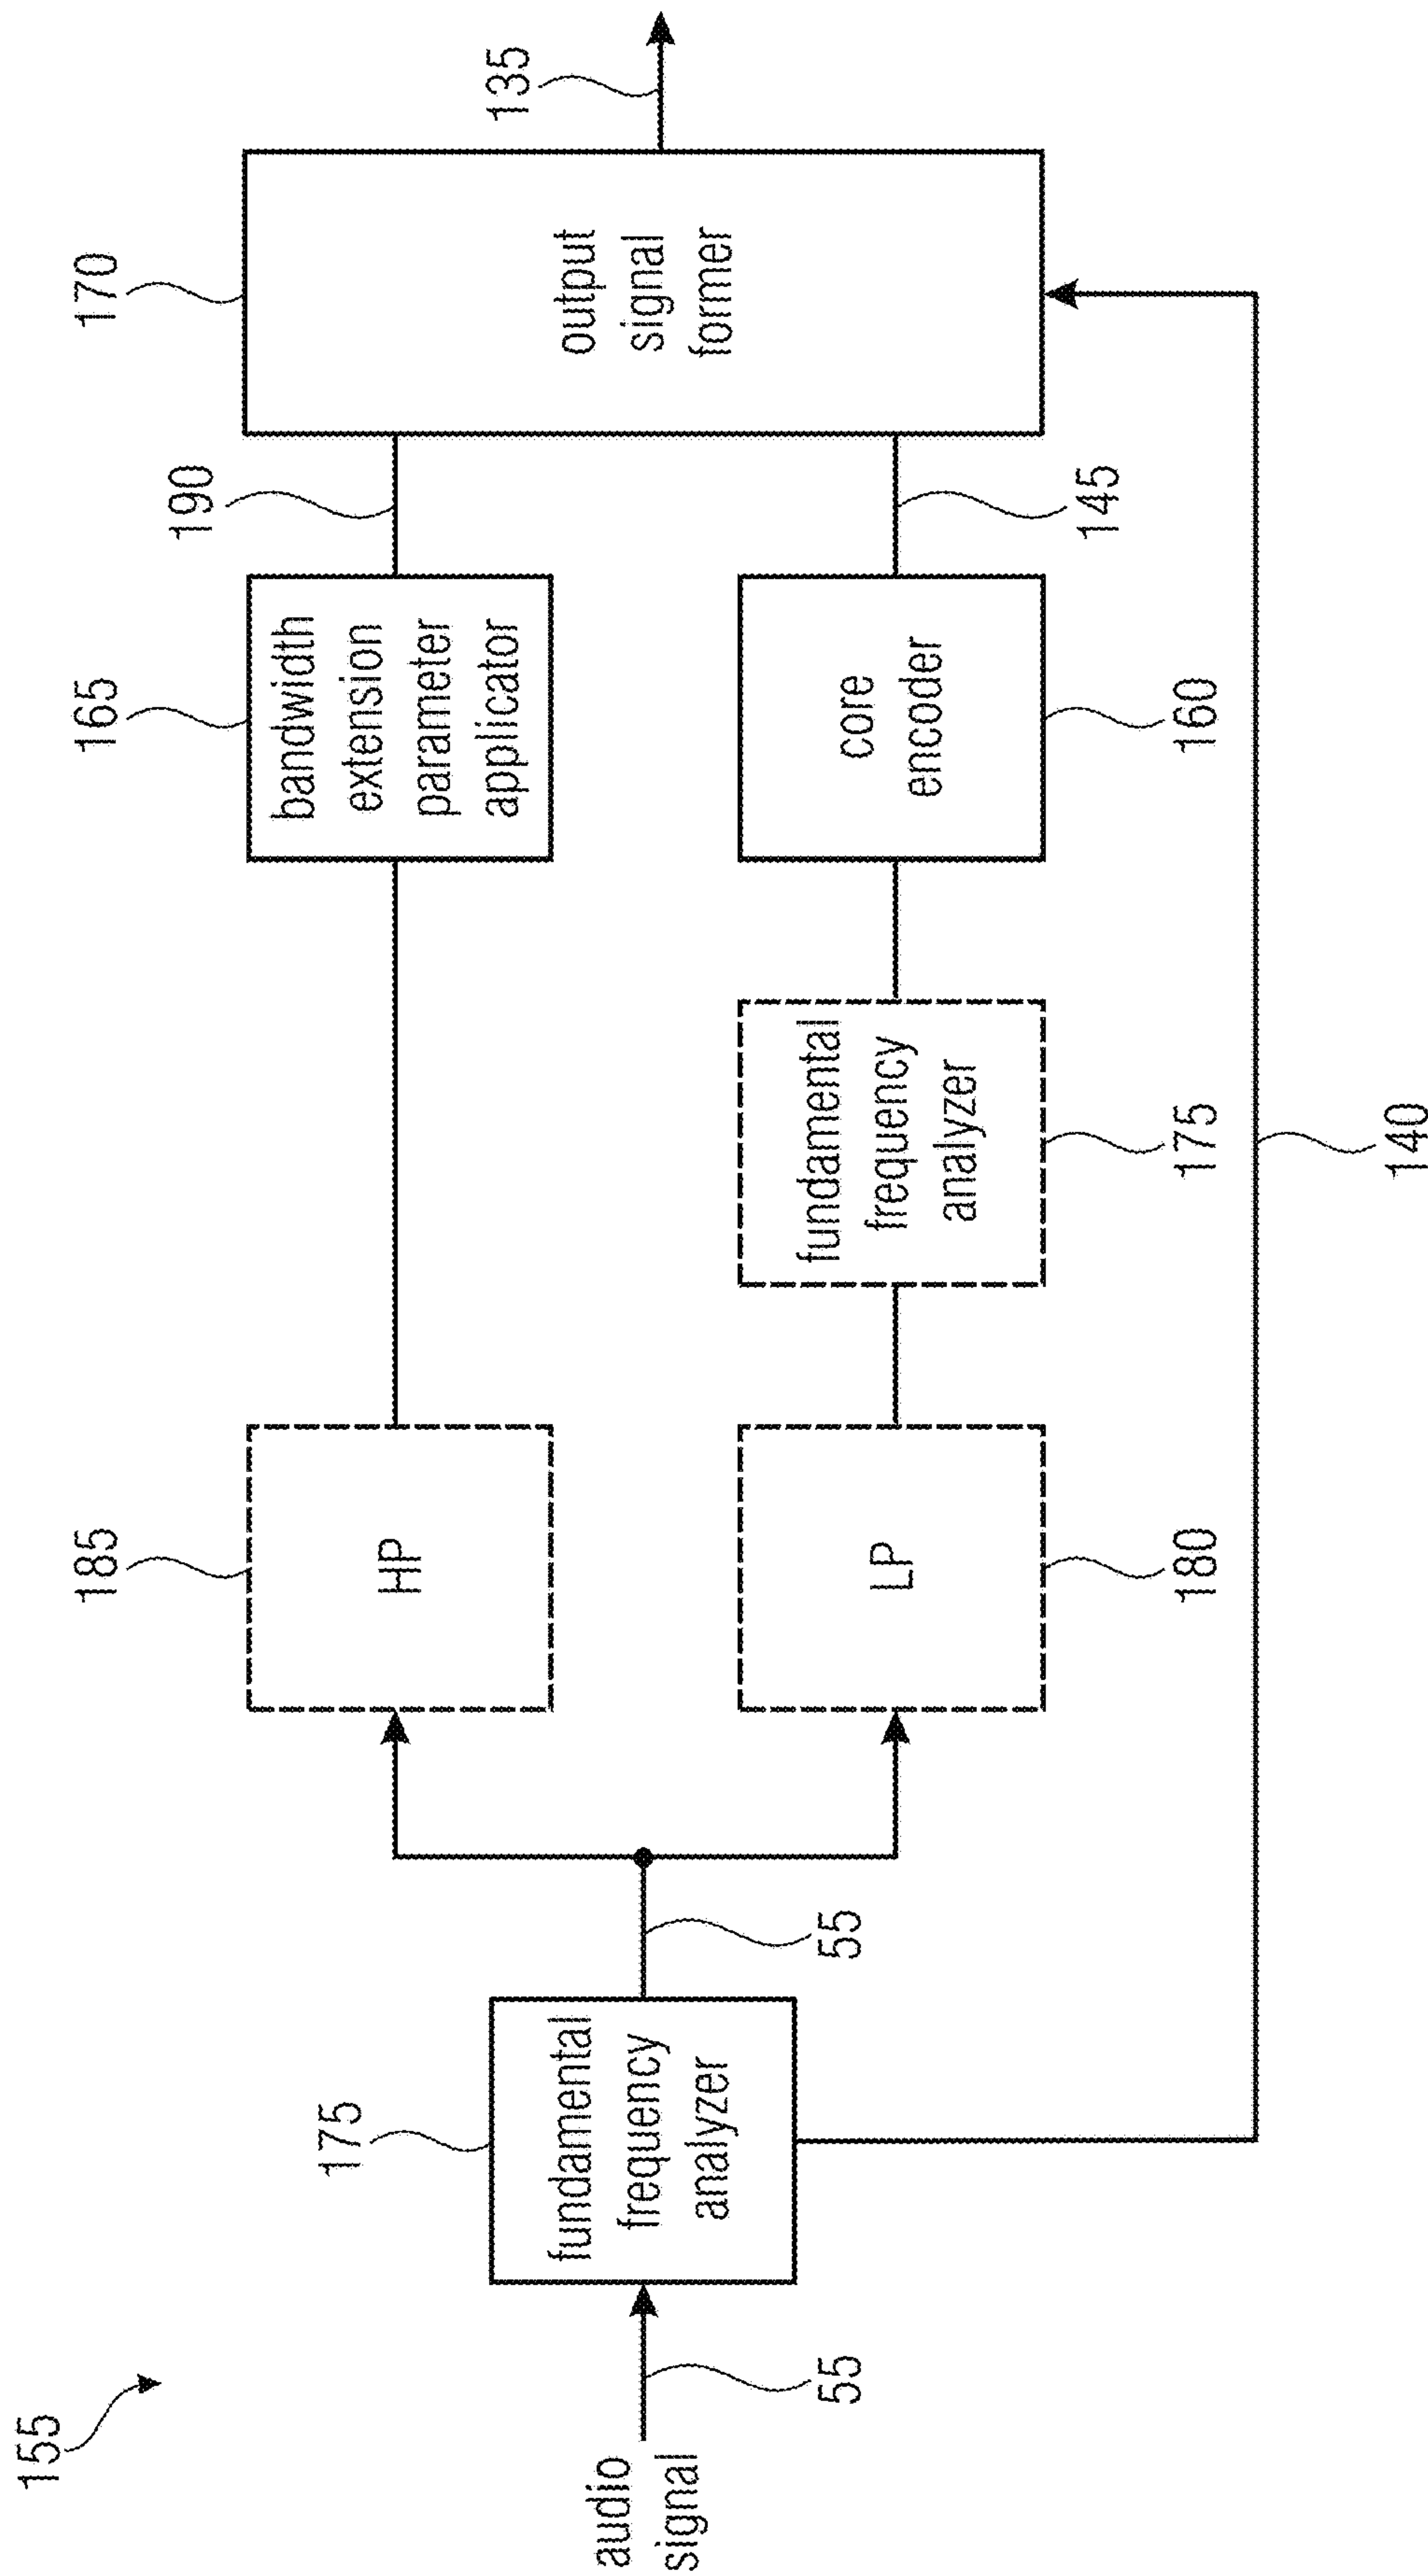 155
audio
signal
55
175
fundamental
frequency
analyzer
55
185
HP
LP
180
fundamental
frequency
analyzer
175
140
165
bandwidth
extension
parameter
applicator
core
encoder
160
190
145
170
output
signal
former
135